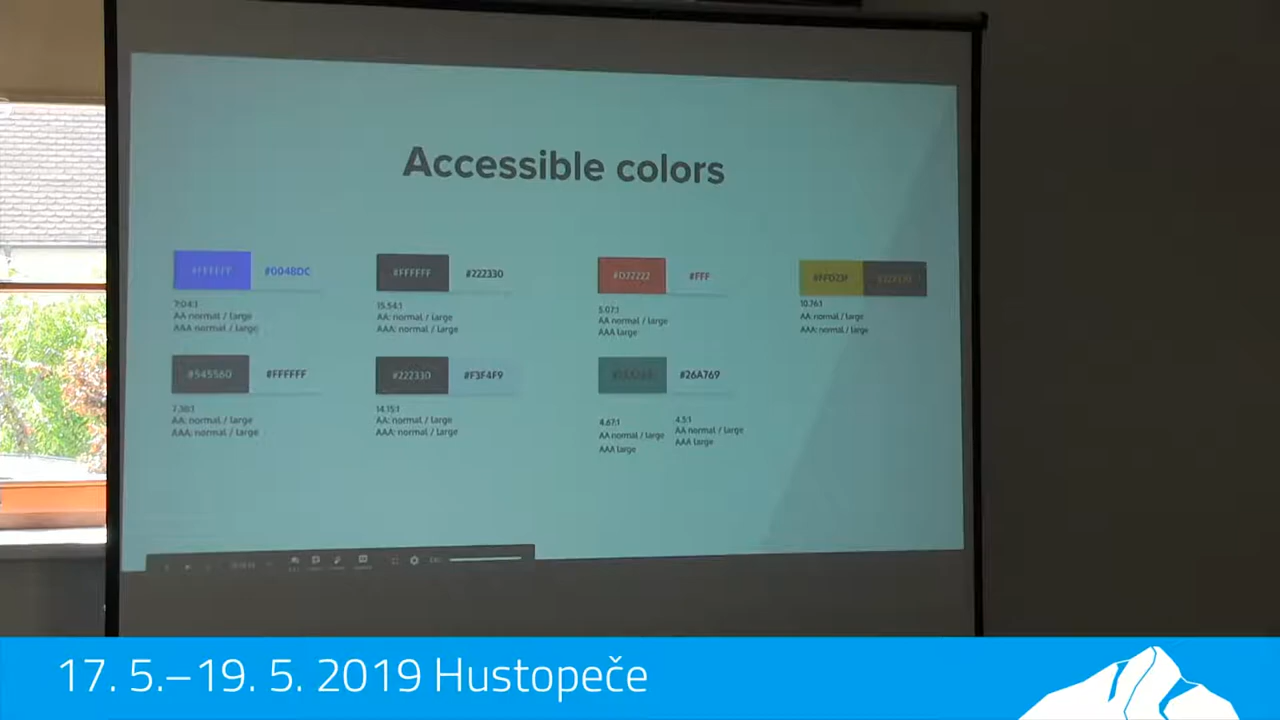 Accessible colors
#FFFFFF #0048DC
7.04:1
AA normal / large
AAA normal / large
#FFFFFF #222330
15.54:1
AA: normal / large
AAA: normal / large
#D22222 #FFF
5.07:1
AA normal / large
AAA large
#FFD23F
10.76:1
AA: normal / large
AAA: normal / large
#545560 #FFFFFF
7.38:1
AA: normal / large
AAA: normal / large
#222330 #F3F4F9
14.15:1
AA: normal / large
AAA: normal / large
#26A769
4.67:1
AA normal / large
AAA large
4.5:1
AA normal / large
AAA large
17. 5.–19. 5. 2019 Hustopeče